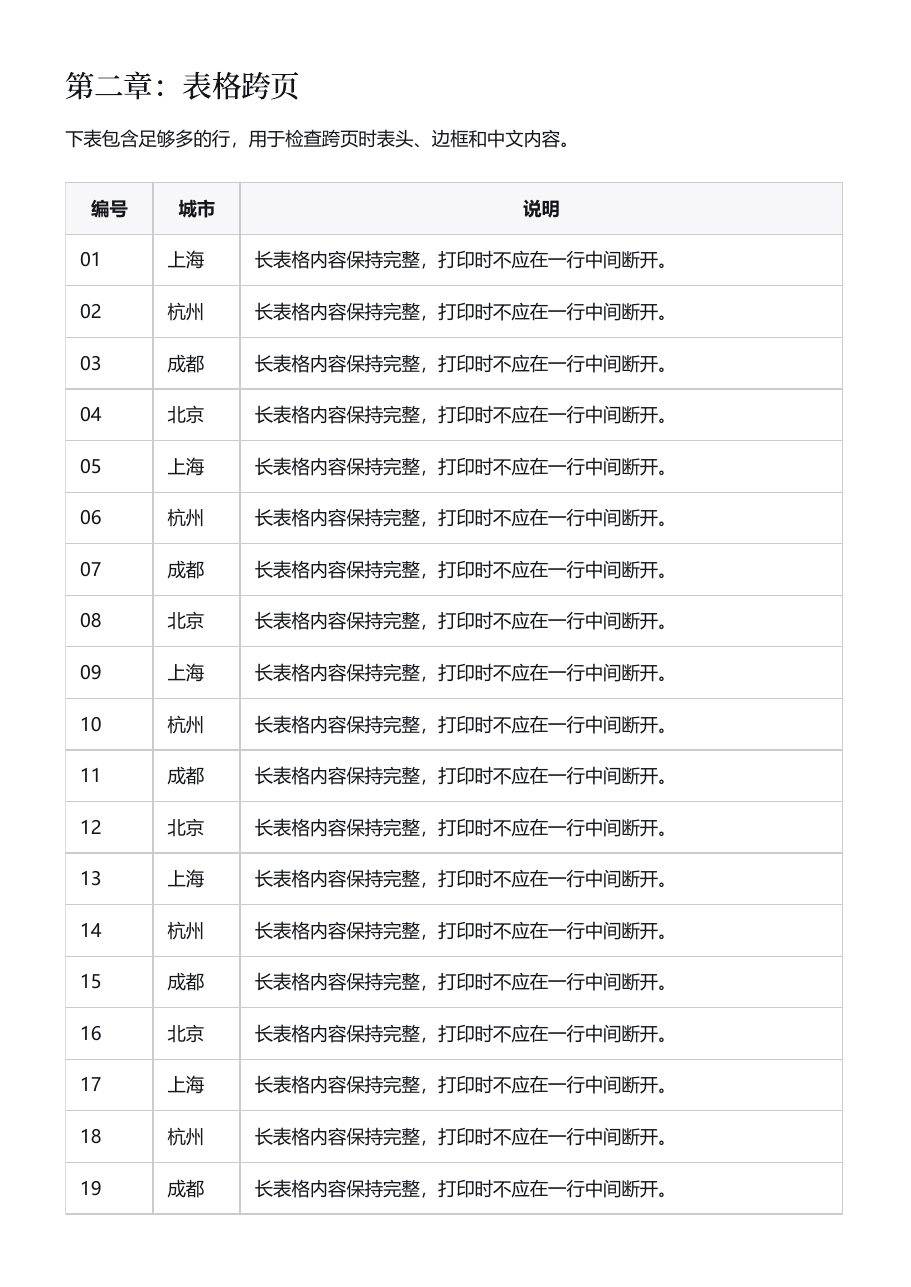 第二章：表格跨页
下表包含足够多的行，用于检查跨页时表头、边框和中文内容。
编号 城市 说明
01 上海 长表格内容保持完整，打印时不应在一行中间断开。
02 杭州 长表格内容保持完整，打印时不应在一行中间断开。
03 成都 长表格内容保持完整，打印时不应在一行中间断开。
04 北京 长表格内容保持完整，打印时不应在一行中间断开。
05 上海 长表格内容保持完整，打印时不应在一行中间断开。
06 杭州 长表格内容保持完整，打印时不应在一行中间断开。
07 成都 长表格内容保持完整，打印时不应在一行中间断开。
08 北京 长表格内容保持完整，打印时不应在一行中间断开。
09 上海 长表格内容保持完整，打印时不应在一行中间断开。
10 杭州 长表格内容保持完整，打印时不应在一行中间断开。
11 成都 长表格内容保持完整，打印时不应在一行中间断开。
12 北京 长表格内容保持完整，打印时不应在一行中间断开。
13 上海 长表格内容保持完整，打印时不应在一行中间断开。
14 杭州 长表格内容保持完整，打印时不应在一行中间断开。
15 成都 长表格内容保持完整，打印时不应在一行中间断开。
16 北京 长表格内容保持完整，打印时不应在一行中间断开。
17 上海 长表格内容保持完整，打印时不应在一行中间断开。
18 杭州 长表格内容保持完整，打印时不应在一行中间断开。
19 成都 长表格内容保持完整，打印时不应在一行中间断开。